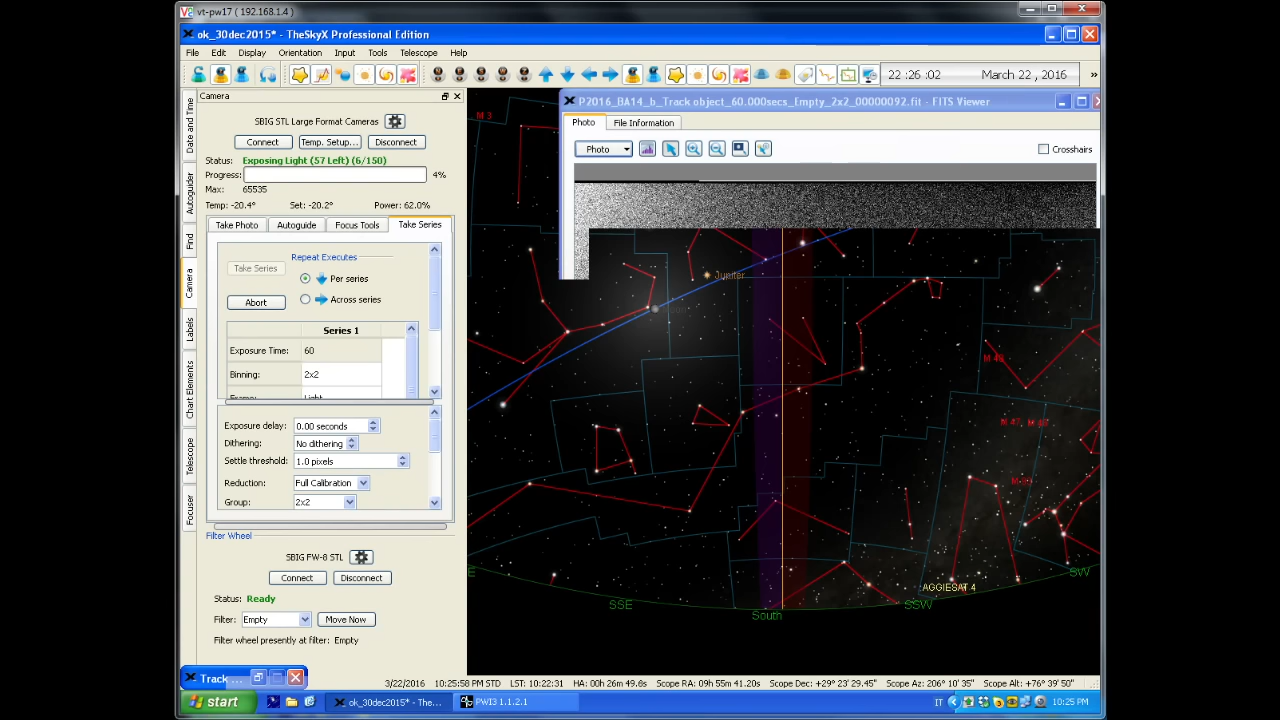 vt-pw17 ( 192.168.1.4 )
ok_30dec2015* - TheSkyX Professional Edition
File Edit Display Orientation Input Tools Telescope Help
March 22 , 2016
Camera
SBIG STL Large Format Cameras
Connect Temp. Setup... Disconnect
Status: Exposing Light (57 Left) (6/150)
Progress: 4%
Max: 65535
Temp: -20.4° Set: -20.2° Power: 62.0%
Take Photo Autoguide Focus Tools Take Series
Repeat Executes
Take Series
Per series
Abort
Across series
Series 1
Exposure Time: 60
Binning: 2x2
Frame: Light
Exposure delay: 0.00 seconds
Dithering: No dithering
Settle threshold: 1.0 pixels
Reduction: Full Calibration
Group: 2x2
Filter Wheel
SBIG FW-8 STL
Connect Disconnect
Status: Ready
Filter: Empty Move Now
Filter wheel presently at filter: Empty
Date and Time
Autoguider
Find
Camera
Labels
Chart Elements
Telescope
Focuser
P2016_BA14_b_Track object_60.000secs_Empty_2x2_00000092.fit - FITS Viewer
Photo File Information
Photo
Crosshairs
M 3
Jupiter
M 48
AGGIESAT 4
E
SSE
South
SSW
SW
Track ...
3/22/2016 10:25:58 PM STD LST: 10:22:31 HA: 00h 26m 49.6s Scope RA: 09h 55m 41.20s Scope Dec: +29° 23' 29.45" Scope Az: 206° 10' 35" Scope Alt: +76° 39' 50"
start
ok_30dec2015* - The...
PWI3 1.1.2.1
IT
10:25 PM